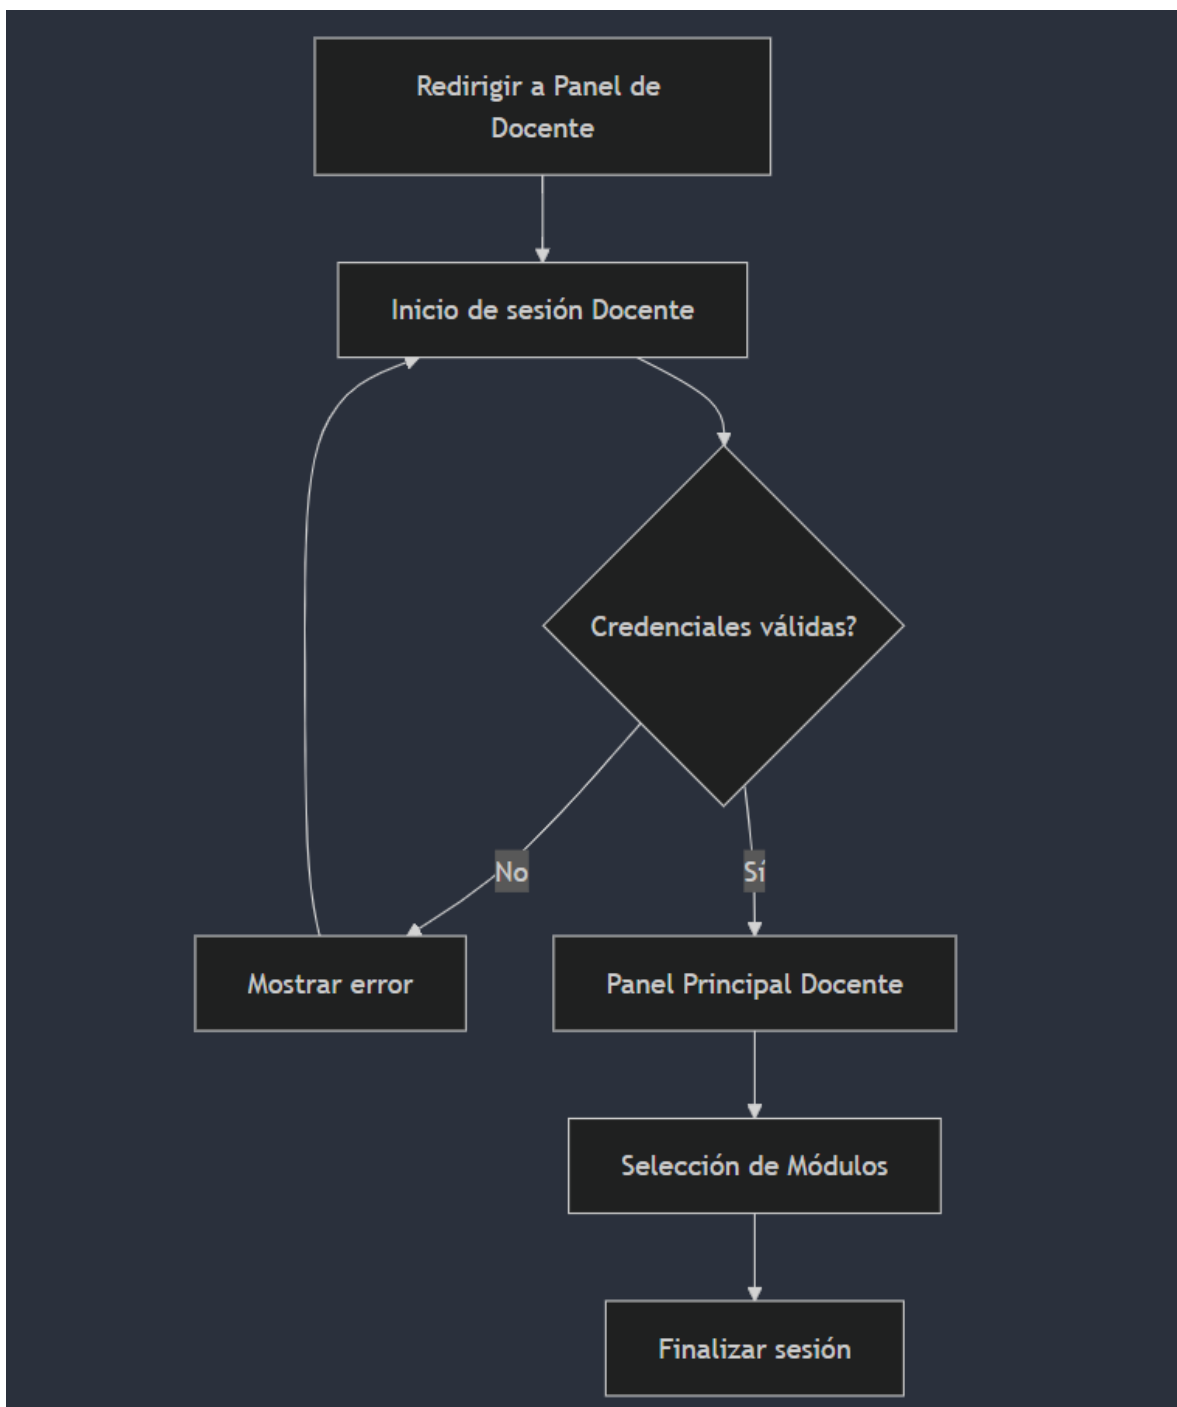 Redirigir a Panel de
Docente
Inicio de sesión Docente
Credenciales válidas?
No
Sí
Mostrar error
Panel Principal Docente
Selección de Módulos
Finalizar sesión